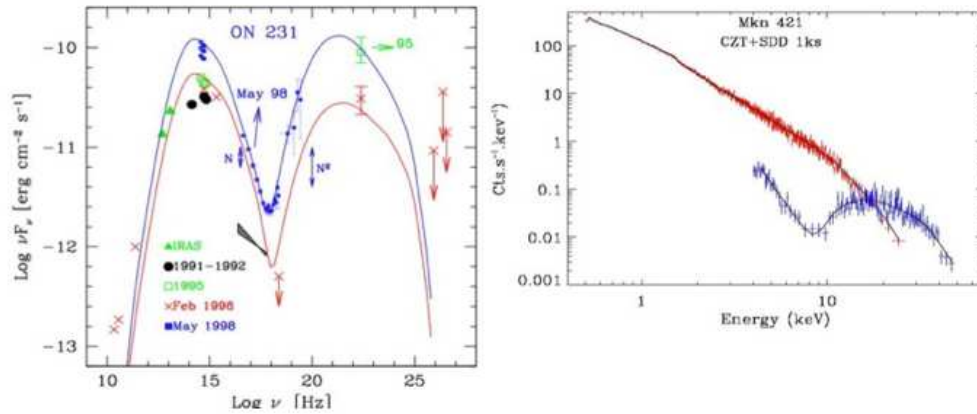 ON 231
95
May 98
N
N*
IRAS
1991-1992
1995
Feb 1998
May 1998
-10
-11
-12
-13
10
15
20
25
Log ν [Hz]
Log νFν [erg cm⁻² s⁻¹]
Mkn 421
CZT+SDD 1ks
100
10
1
0.1
0.01
0.001
1
10
Energy (keV)
Cts.s⁻¹.kev⁻¹